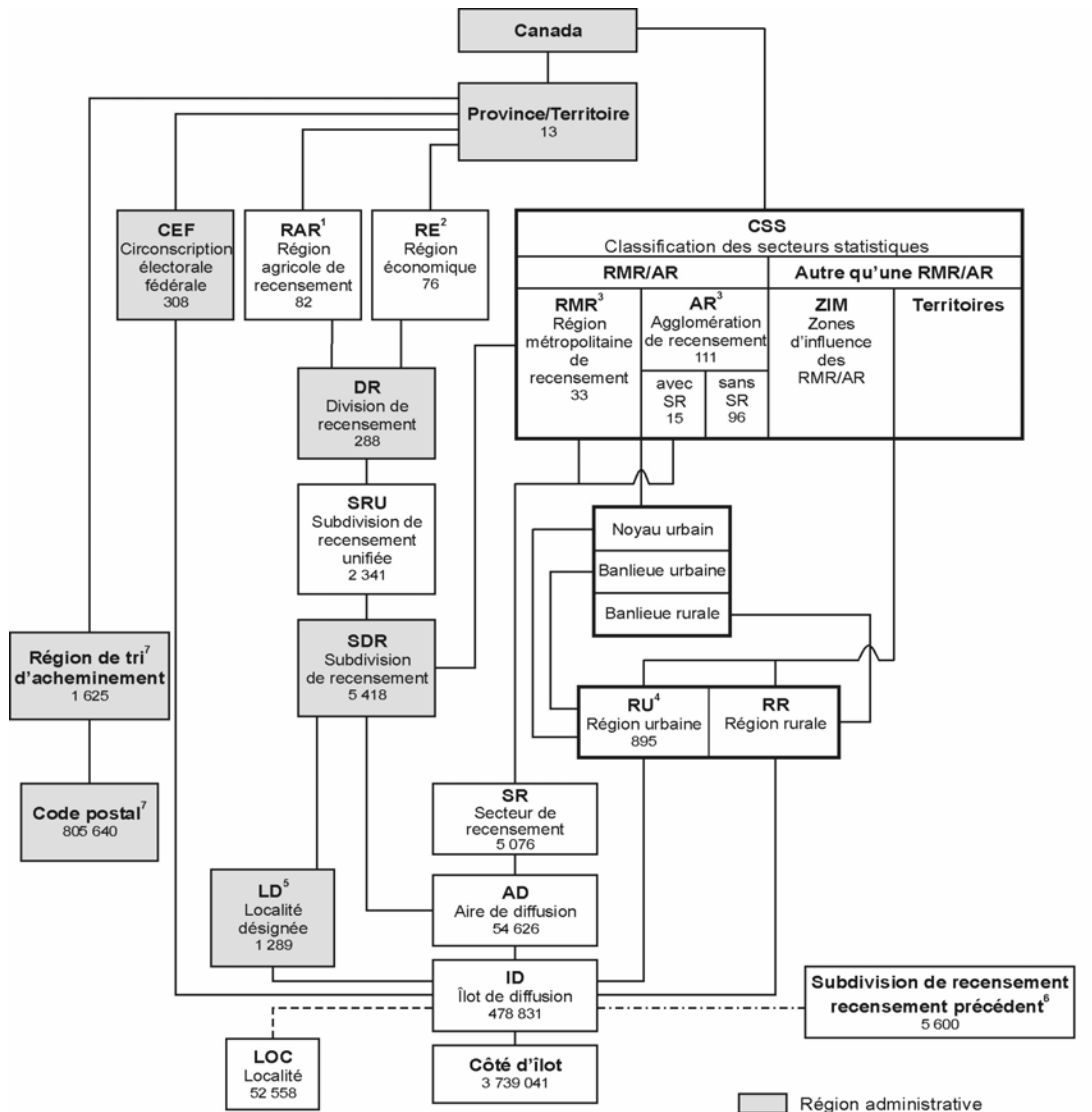 Canada
Province/Territoire
13
CEF
Circonscription
électorale
fédérale
308
RAR¹
Région
agricole de
recensement
82
RE²
Région
économique
76
CSS
Classification des secteurs statistiques
RMR/AR
Autre qu'une RMR/AR
RMR³
Région
métropolitaine
de
recensement
33
AR³
Agglomération
de recensement
111
avec
SR
15
sans
SR
96
ZIM
Zones
d'influence
des
RMR/AR
Territoires
DR
Division de
recensement
288
SRU
Subdivision de
recensement
unifiée
2 341
Noyau urbain
Banlieue urbaine
Banlieue rurale
SDR
Subdivision
de recensement
5 418
Région de tri⁷
d'acheminement
1 625
RU⁴
Région urbaine
895
RR
Région rurale
Code postal⁷
805 640
SR
Secteur de
recensement
5 076
LD⁵
Localité
désignée
1 289
AD
Aire de diffusion
54 626
ID
Îlot de diffusion
478 831
Subdivision de recensement
recensement précédent⁶
5 600
LOC
Localité
52 558
Côté d'îlot
3 739 041
Région administrative